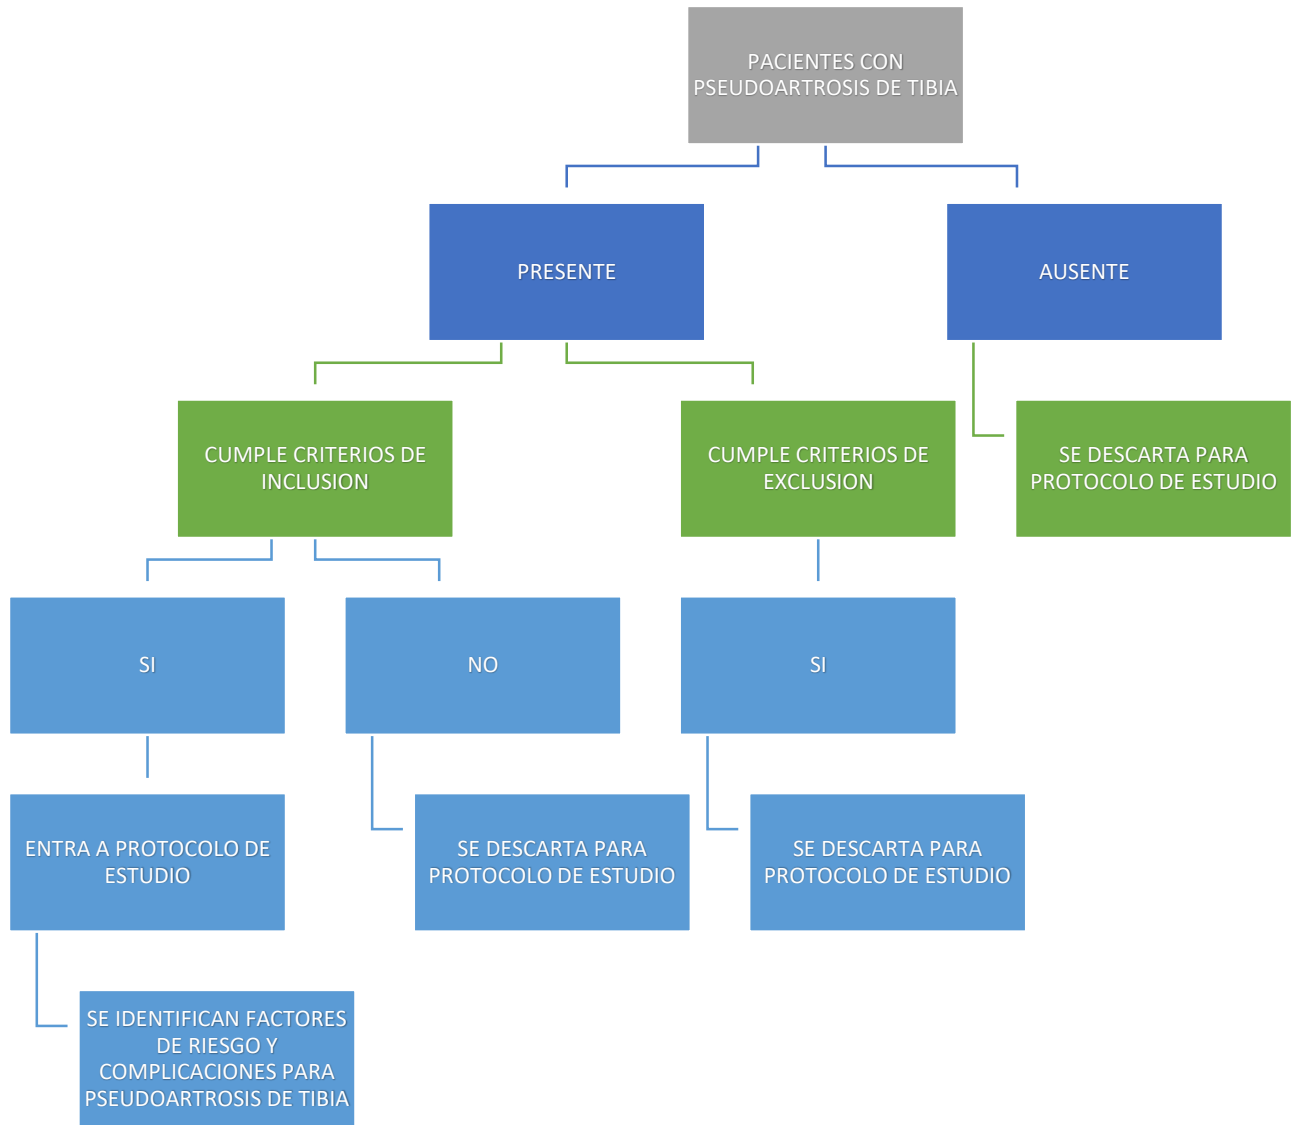 PACIENTES CON
PSEUDOARTROSIS DE TIBIA
PRESENTE
AUSENTE
CUMPLE CRITERIOS DE
INCLUSION
CUMPLE CRITERIOS DE
EXCLUSION
SE DESCARTA PARA
PROTOCOLO DE ESTUDIO
SI
NO
SI
ENTRA A PROTOCOLO DE
ESTUDIO
SE DESCARTA PARA
PROTOCOLO DE ESTUDIO
SE DESCARTA PARA
PROTOCOLO DE ESTUDIO
SE IDENTIFICAN FACTORES
DE RIESGO Y
COMPLICACIONES PARA
PSEUDOARTROSIS DE TIBIA